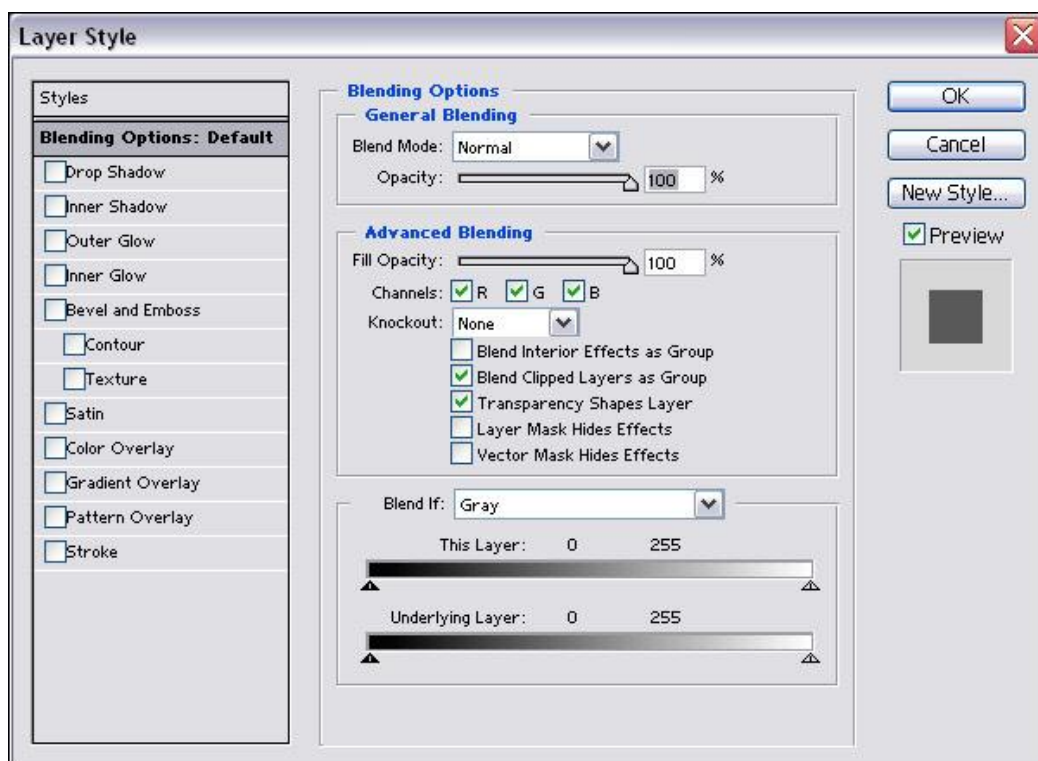 Layer Style
Styles
Blending Options: Default
Drop Shadow
Inner Shadow
Outer Glow
Inner Glow
Bevel and Emboss
Contour
Texture
Satin
Color Overlay
Gradient Overlay
Pattern Overlay
Stroke
Blending Options
General Blending
Blend Mode: Normal
Opacity: 100 %
Advanced Blending
Fill Opacity: 100 %
Channels: R G B
Knockout: None
Blend Interior Effects as Group
Blend Clipped Layers as Group
Transparency Shapes Layer
Layer Mask Hides Effects
Vector Mask Hides Effects
Blend If: Gray
This Layer: 0 255
Underlying Layer: 0 255
OK
Cancel
New Style...
Preview